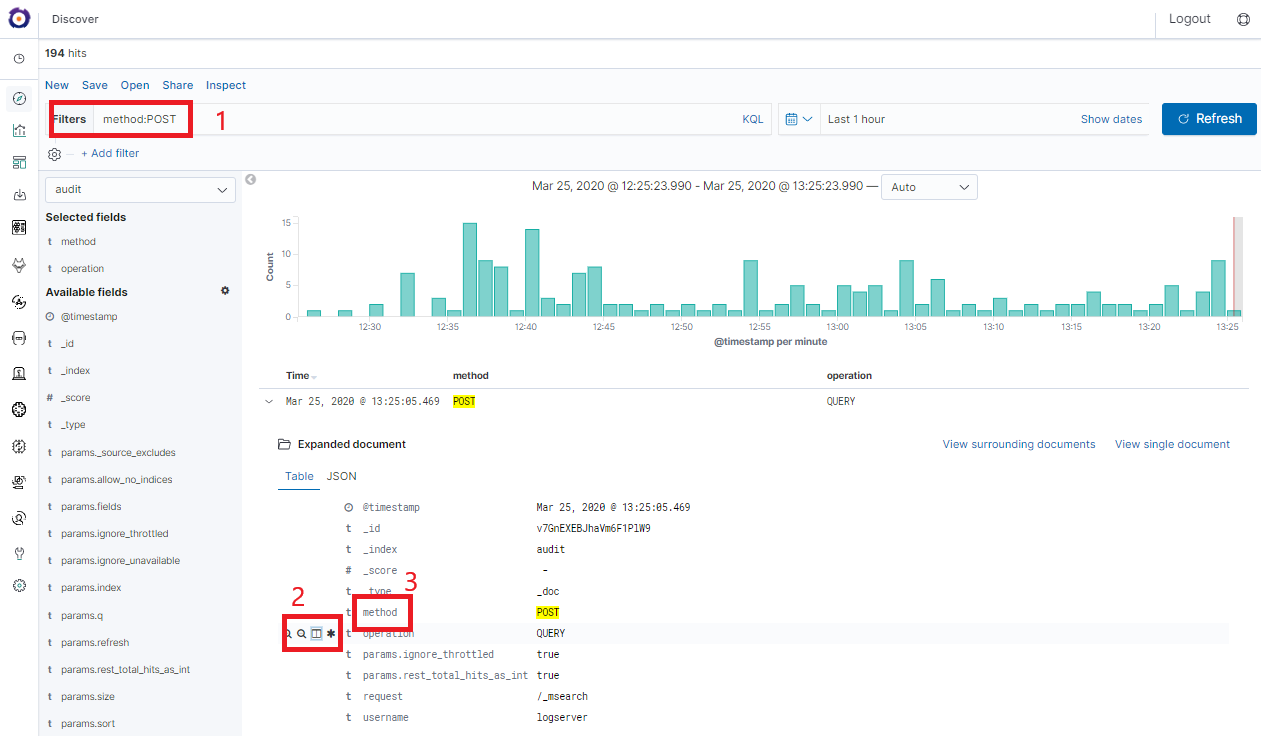 Discover
Logout
194 hits
New Save Open Share Inspect
Filters method:POST 1 KQL Last 1 hour Show dates Refresh
+ Add filter
audit
Mar 25, 2020 @ 12:25:23.990 - Mar 25, 2020 @ 13:25:23.990 — Auto
Selected fields
t method
t operation
Available fields
@timestamp
t _id
t _index
# _score
t _type
t params._source_excludes
t params.allow_no_indices
t params.fields
t params.ignore_throttled
t params.ignore_unavailable
t params.index
t params.q
t params.refresh
t params.rest_total_hits_as_int
t params.size
t params.sort
Count
15
10
5
0
12:30 12:35 12:40 12:45 12:50 12:55 13:00 13:05 13:10 13:15 13:20 13:25
@timestamp per minute
Time method operation
Mar 25, 2020 @ 13:25:05.469 POST QUERY
Expanded document View surrounding documents View single document
Table JSON
@timestamp Mar 25, 2020 @ 13:25:05.469
t _id v7GnEXEBJhaVm6F1PlW9
t _index audit
# _score -
t _type _doc
3
2
t method POST
t operation QUERY
t params.ignore_throttled true
t params.rest_total_hits_as_int true
t request /_msearch
t username logserver